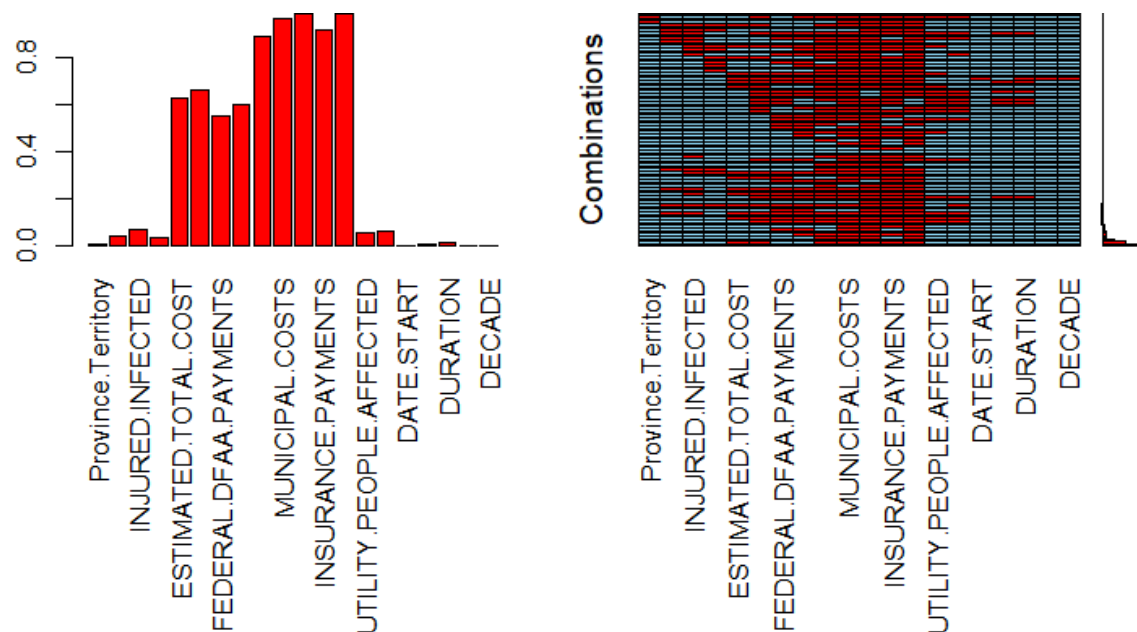 0.8
0.4
0.0
Province.Territory
INJURED.INFECTED
ESTIMATED.TOTAL.COST
FEDERAL.DFAA.PAYMENTS
MUNICIPAL.COSTS
INSURANCE.PAYMENTS
UTILITY.PEOPLE.AFFECTED
DATE.START
DURATION
DECADE
Combinations
Province.Territory
INJURED.INFECTED
ESTIMATED.TOTAL.COST
FEDERAL.DFAA.PAYMENTS
MUNICIPAL.COSTS
INSURANCE.PAYMENTS
UTILITY.PEOPLE.AFFECTED
DATE.START
DURATION
DECADE